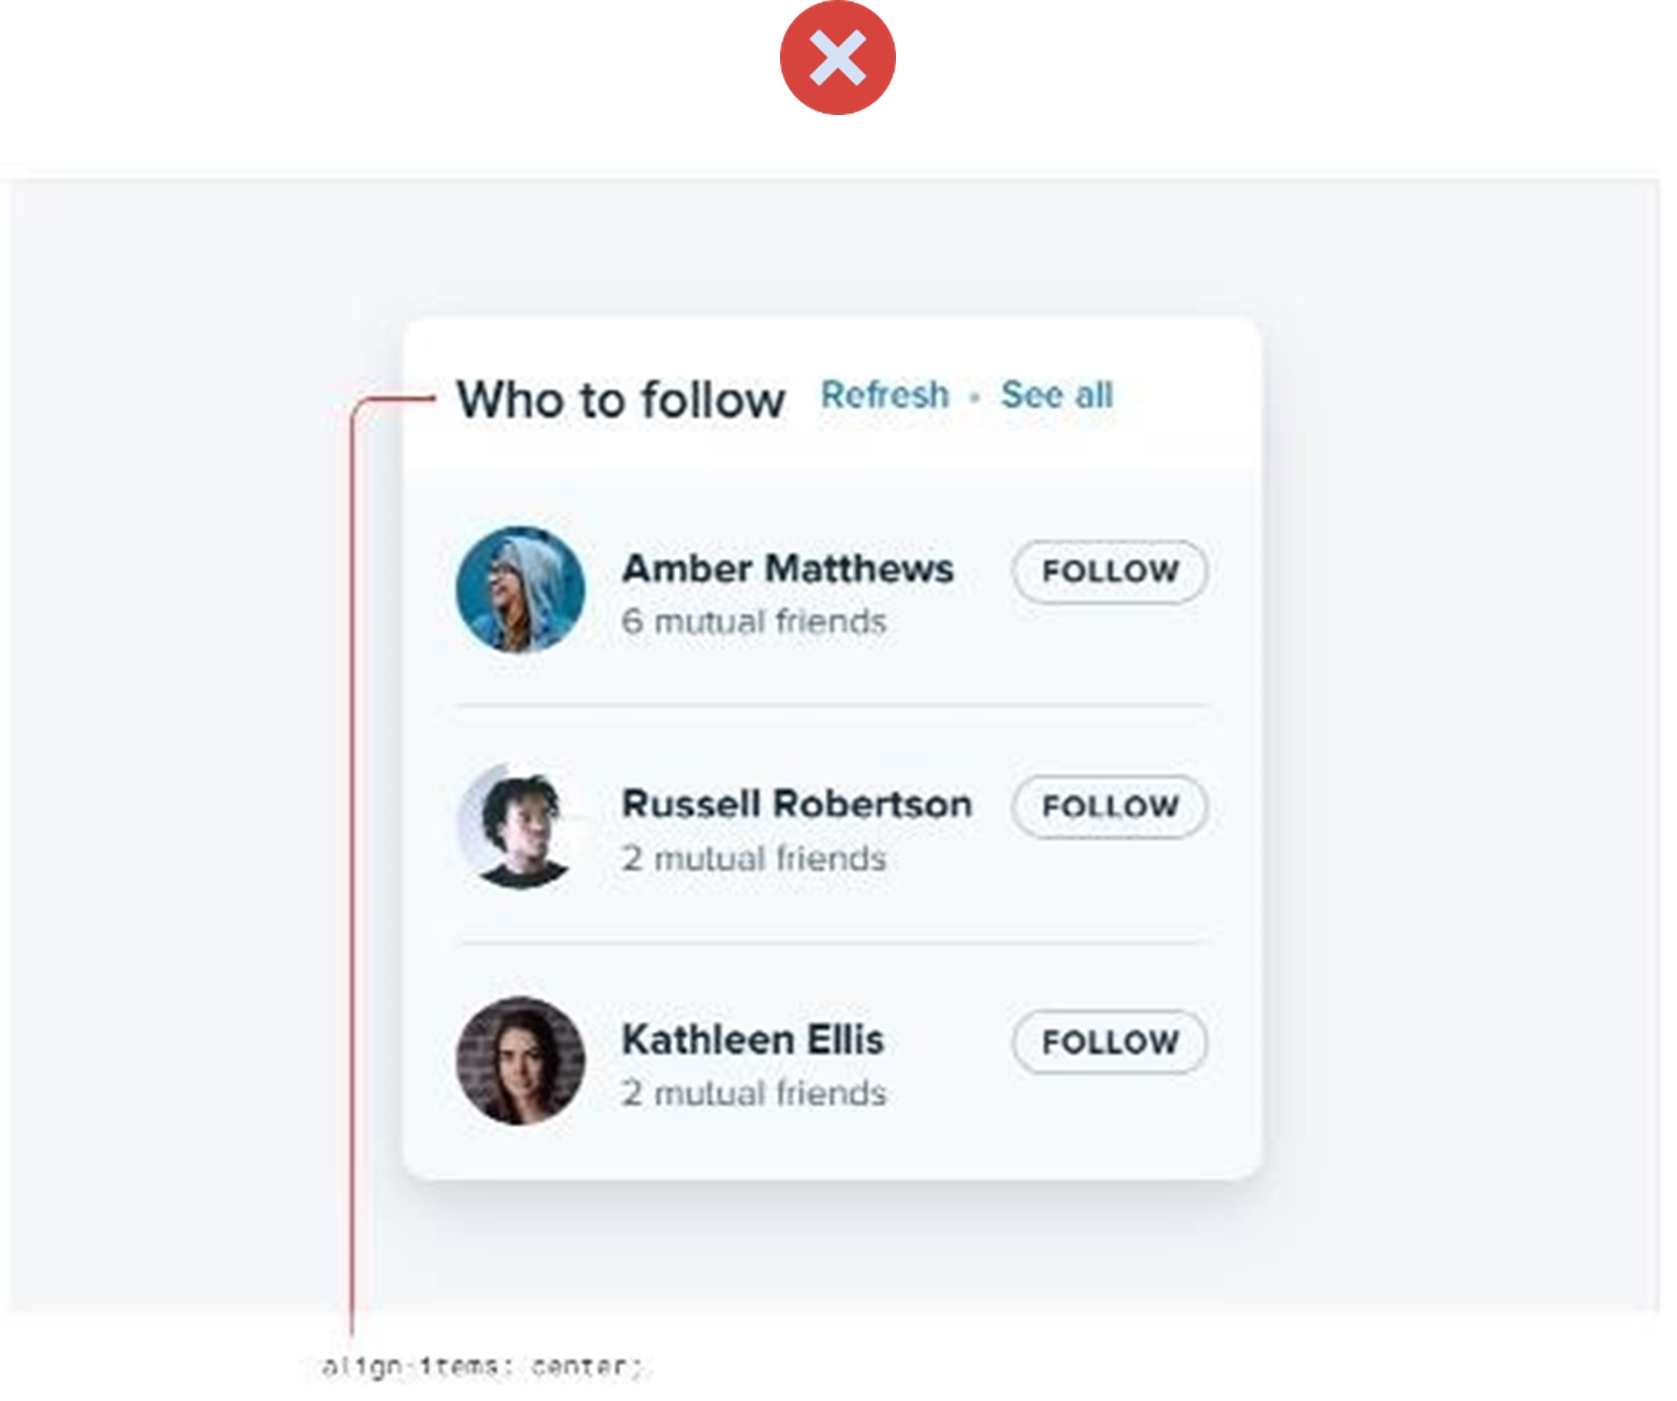 Who to follow Refresh • See all
Amber Matthews FOLLOW
6 mutual friends
Russell Robertson FOLLOW
2 mutual friends
Kathleen Ellis FOLLOW
2 mutual friends
align-items: center;